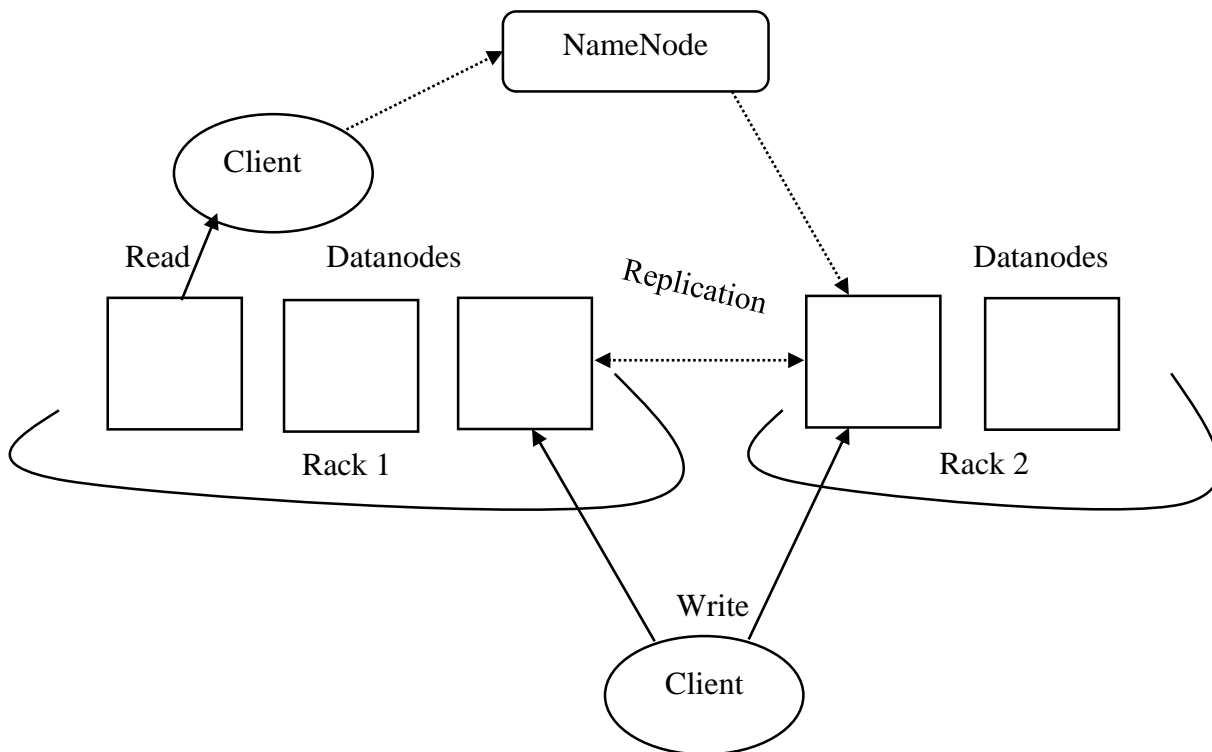 NameNode
Client
Read
Datanodes
Replication
Datanodes
Rack 1
Rack 2
Write
Client